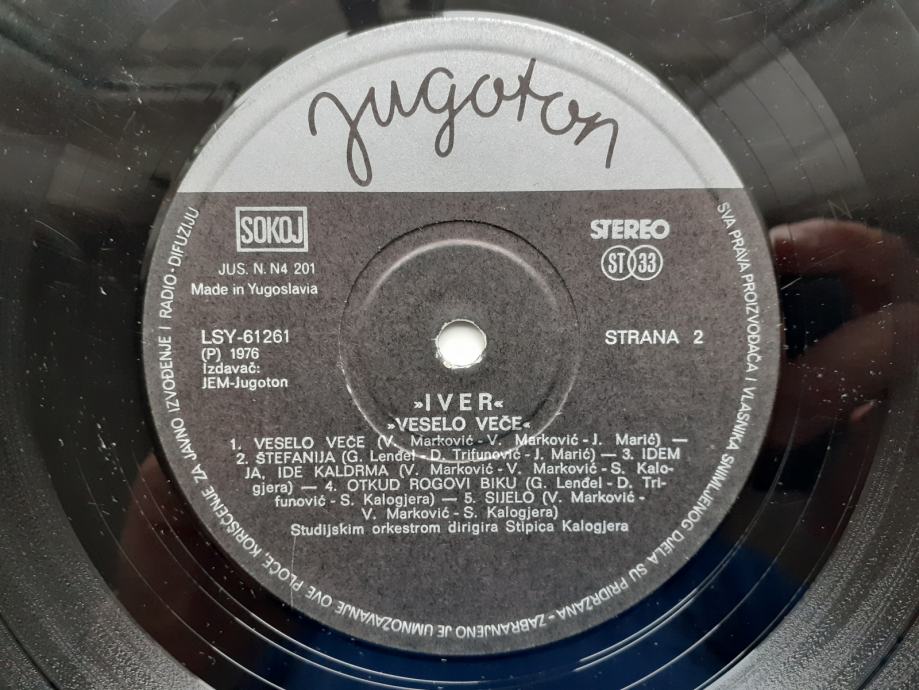 jugoton
SOKOJ
JUS. N. N4 201
Made in Yugoslavia
STEREO
ST 33
LSY-61261
(P) 1976
Izdavač:
JEM-Jugoton
STRANA 2
»IVER«
»VESELO VEČE«
1. VESELO VEČE (V. Marković - V. Marković - J. Marić) —
2. ŠTEFANIJA (G. Lenđel - D. Trifunović - J. Marić) — 3. IDEM
JA, IDE KALDRMA (V. Marković - V. Marković - S. Kalo-
gjera) — 4. OTKUD ROGOVI BIKU (G. Lenđel - D. Tri-
funović - S. Kalogjera) — 5. SIJELO (V. Marković -
V. Marković - S. Kalogjera)
Studijskim orkestrom dirigira Stipica Kalogjera
SVA PRAVA PROIZVOĐAČA I VLASNIKA SNIMLJENOG DJELA SU PRIDRŽANA - ZABRANJENO JE UMNOŽAVANJE OVE PLOČE, KORIŠĆENJE ZA JAVNO IZVOĐENJE I RADIO-DIFUZIJU